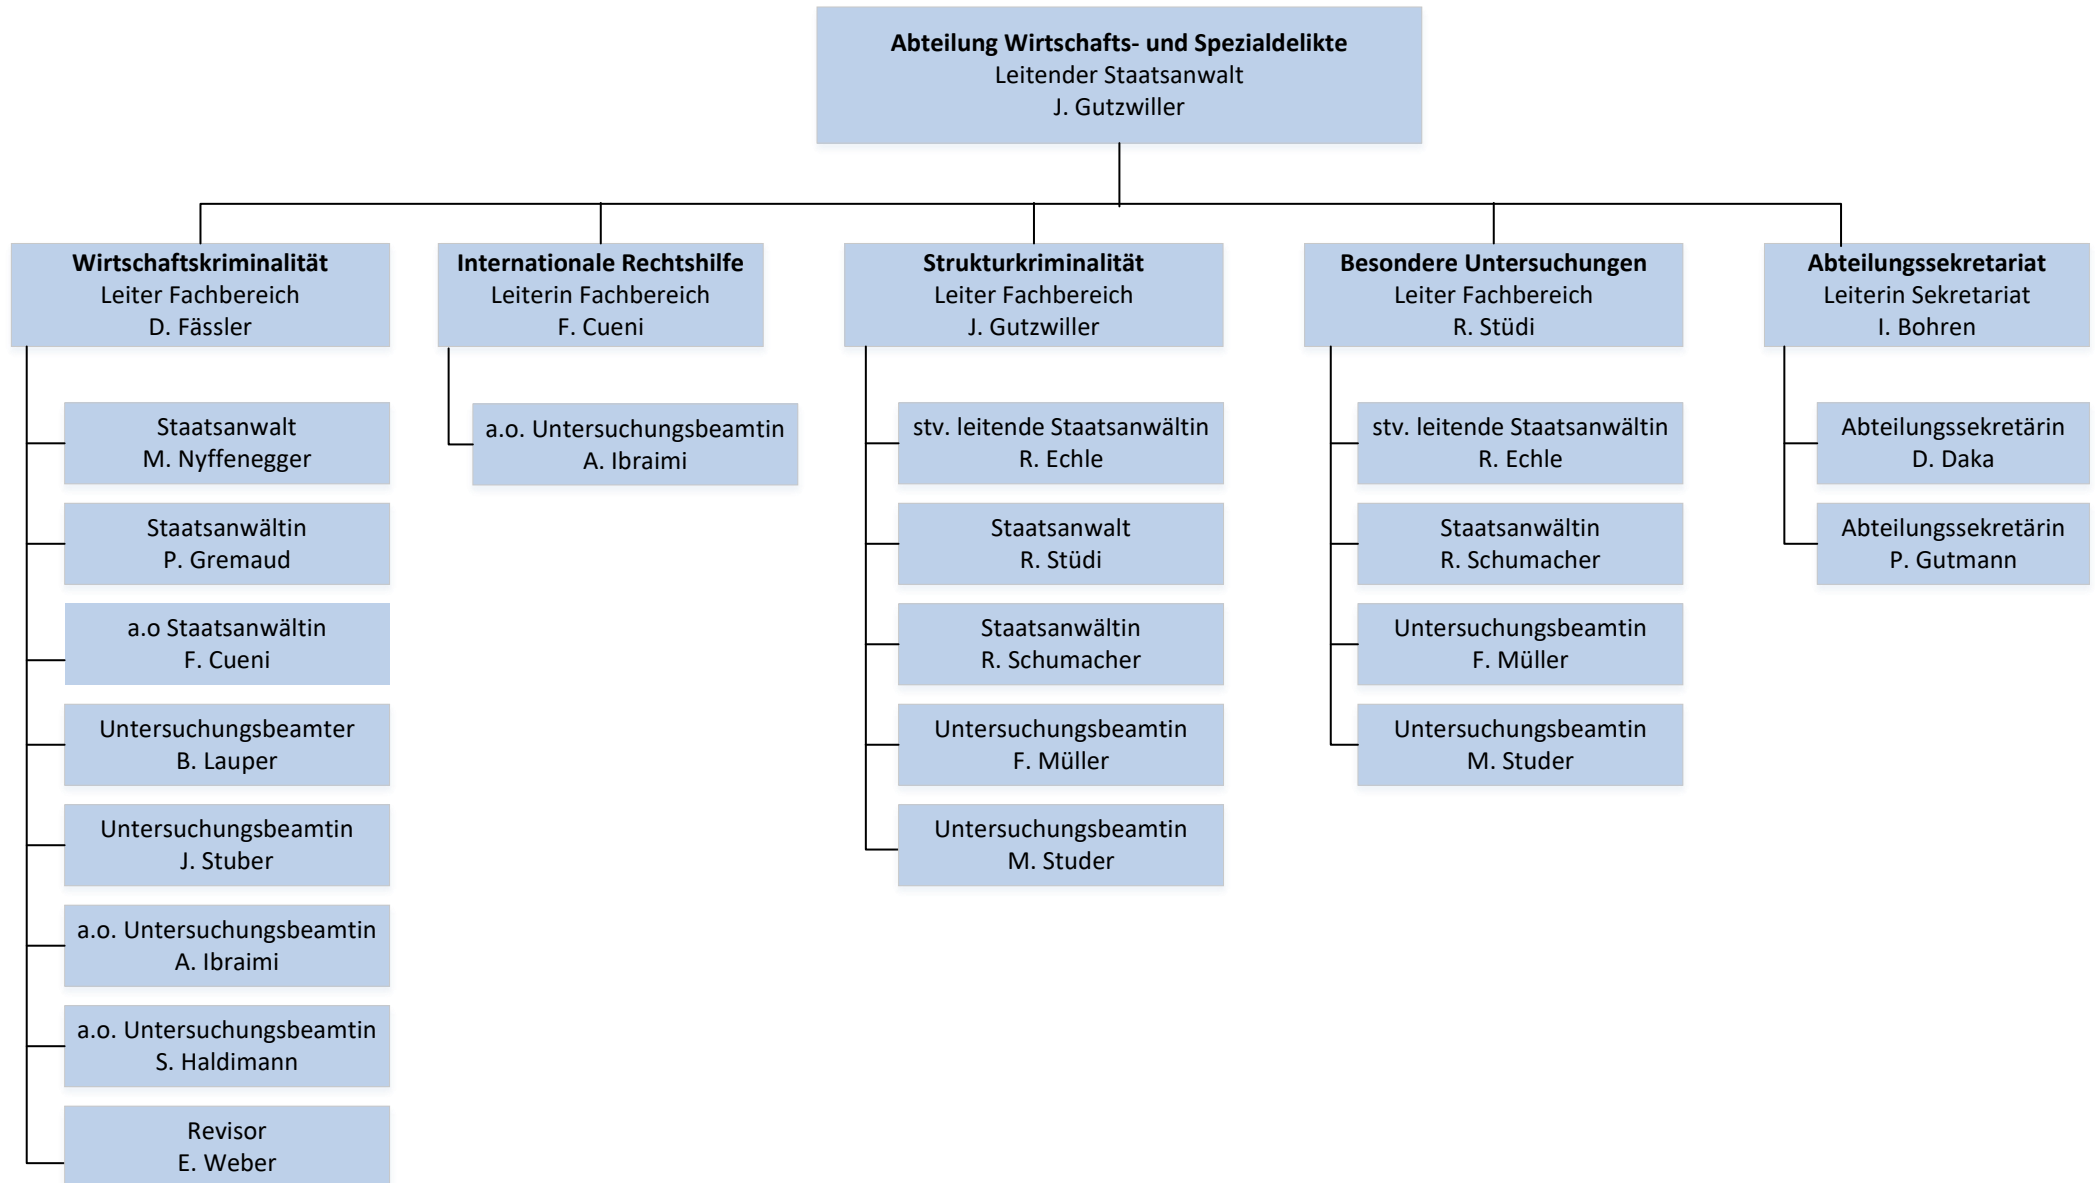 Abteilung Wirtschafts- und Spezialdelikte
Leitender Staatsanwalt
J. Gutzwiller
Wirtschaftskriminalität
Leiter Fachbereich
D. Fässler
Staatsanwalt
M. Nyffenegger
Staatsanwältin
P. Gremaud
a.o Staatsanwältin
F. Cueni
Untersuchungsbeamter
B. Lauper
Untersuchungsbeamtin
J. Stuber
a.o. Untersuchungsbeamtin
A. Ibraimi
a.o. Untersuchungsbeamtin
S. Haldimann
Revisor
E. Weber
Internationale Rechtshilfe
Leiterin Fachbereich
F. Cueni
a.o. Untersuchungsbeamtin
A. Ibraimi
Strukturkriminalität
Leiter Fachbereich
J. Gutzwiller
stv. leitende Staatsanwältin
R. Echle
Staatsanwalt
R. Stüdi
Staatsanwältin
R. Schumacher
Untersuchungsbeamtin
F. Müller
Untersuchungsbeamtin
M. Studer
Besondere Untersuchungen
Leiter Fachbereich
R. Stüdi
stv. leitende Staatsanwältin
R. Echle
Staatsanwältin
R. Schumacher
Untersuchungsbeamtin
F. Müller
Untersuchungsbeamtin
M. Studer
Abteilungssekretariat
Leiterin Sekretariat
I. Bohren
Abteilungssekretärin
D. Daka
Abteilungssekretärin
P. Gutmann